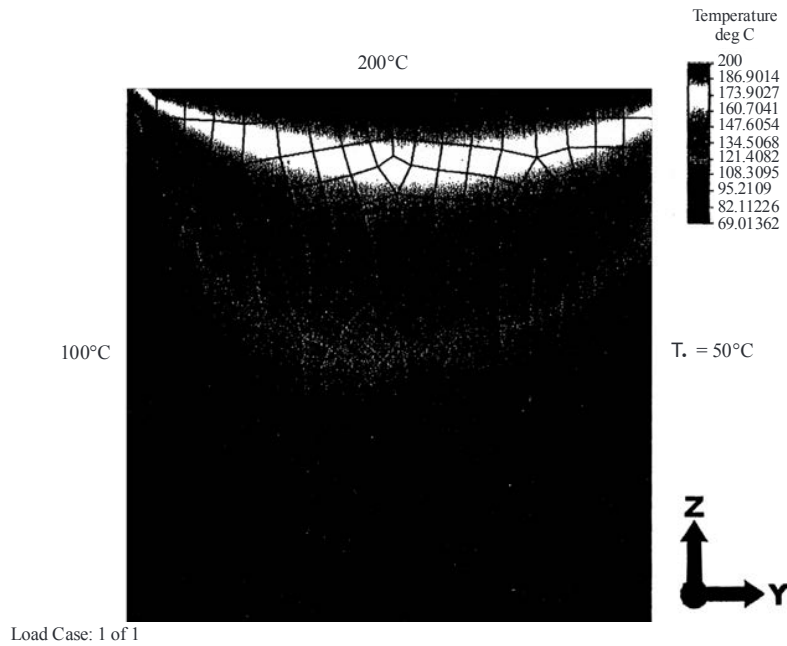 Temperature
deg C
200°C
200
186.9014
173.9027
160.7041
147.6054
134.5068
121.4082
108.3095
95.2109
82.11226
69.01362
100°C
T. = 50°C
Z
Y
Load Case: 1 of 1